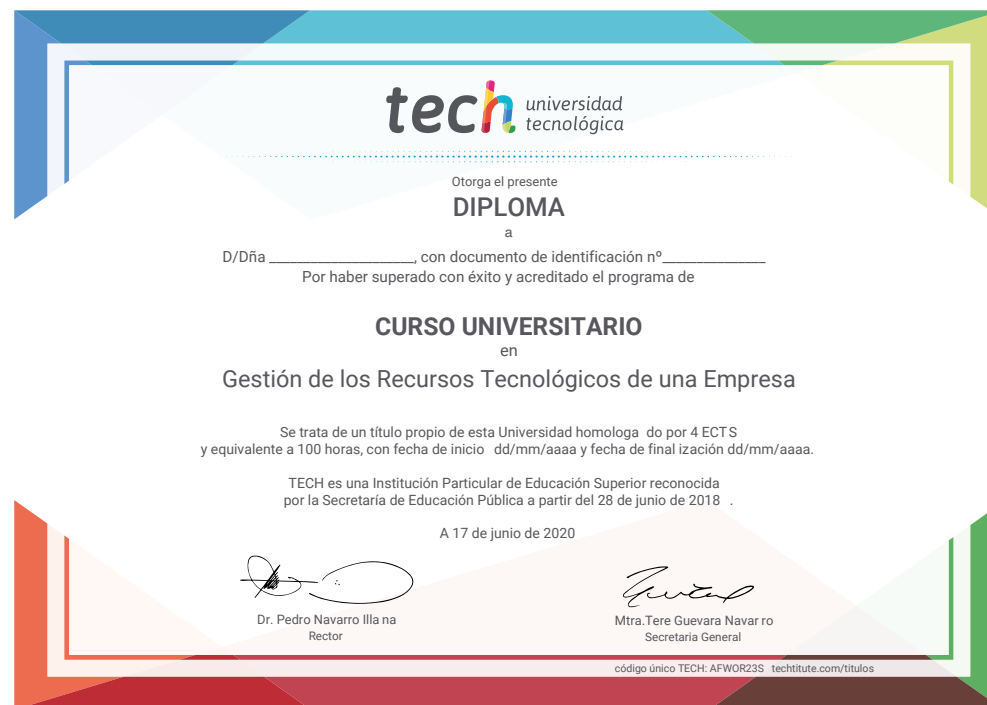 tech universidad
tecnológica
Otorga el presente
DIPLOMA
a
D/Dña ____________________, con documento de identificación nº______________
Por haber superado con éxito y acreditado el programa de
CURSO UNIVERSITARIO
en
Gestión de los Recursos Tecnológicos de una Empresa
Se trata de un título propio de esta Universidad homologa do por 4 ECTS
y equivalente a 100 horas, con fecha de inicio dd/mm/aaaa y fecha de final ización dd/mm/aaaa.
TECH es una Institución Particular de Educación Superior reconocida
por la Secretaría de Educación Pública a partir del 28 de junio de 2018 .
A 17 de junio de 2020
Dr. Pedro Navarro Illa na
Rector
Mtra.Tere Guevara Navar ro
Secretaria General
código único TECH: AFWOR23S techtitute.com/titulos